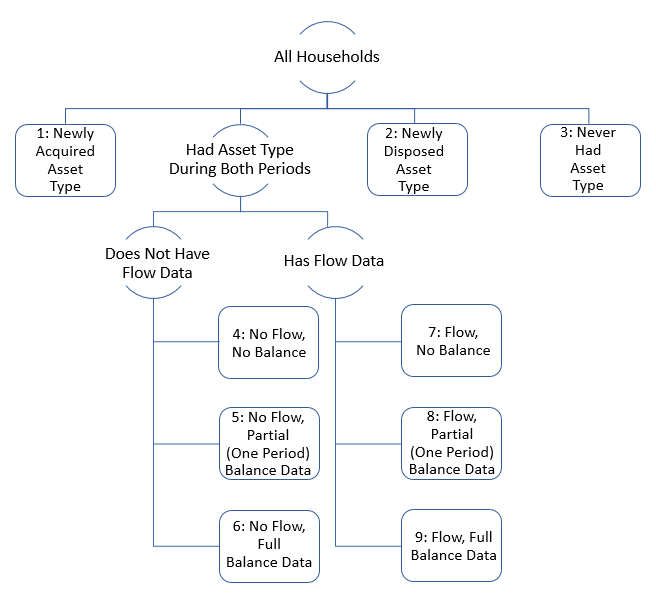 All Households
1: Newly
Acquired
Asset
Type
Had Asset Type
During Both Periods
2: Newly
Disposed
Asset
Type
3: Never
Had
Asset
Type
Does Not Have
Flow Data
Has Flow Data
4: No Flow,
No Balance
7: Flow,
No Balance
5: No Flow,
Partial
(One Period)
Balance Data
8: Flow,
Partial
(One Period)
Balance Data
6: No Flow,
Full
Balance Data
9: Flow, Full
Balance Data